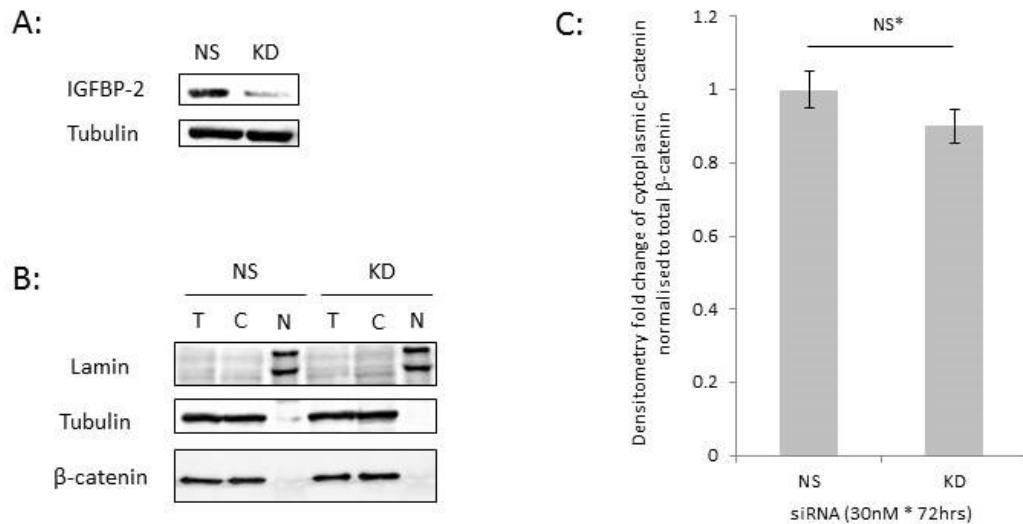 A:
NS KD
IGFBP-2
Tubulin
B:
NS KD
T C N T C N
Lamin
Tubulin
β-catenin
C:
Densitometry fold change of cytoplasmic β-catenin
normalised to total β-catenin
1.2
1
0.8
0.6
0.4
0.2
0
NS*
NS KD
siRNA (30nM * 72hrs)